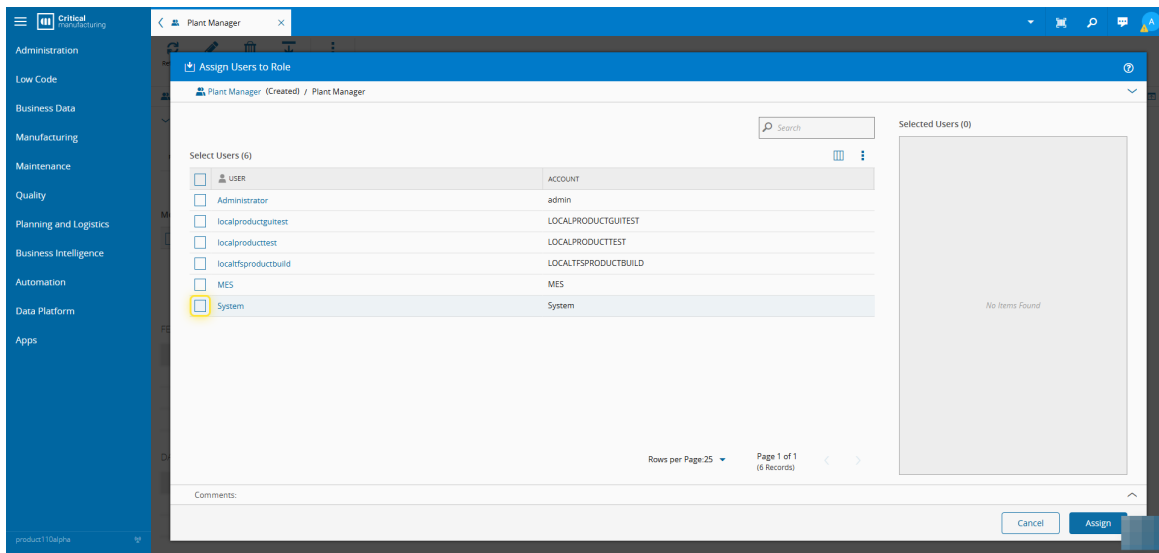 Critical
manufacturing
Plant Manager
A
Administration
Low Code
Business Data
Manufacturing
Maintenance
Quality
Planning and Logistics
Business Intelligence
Automation
Data Platform
Apps
product110alpha
Assign Users to Role
Plant Manager (Created) / Plant Manager
Search
Select Users (6)
USER ACCOUNT
Administrator admin
localproductguitest LOCALPRODUCTGUITEST
localproducttest LOCALPRODUCTTEST
localtfsproductbuild LOCALTFSPRODUCTBUILD
MES MES
System System
Rows per Page:25 Page 1 of 1
(6 Records)
Selected Users (0)
No Items Found
Comments:
Cancel Assign